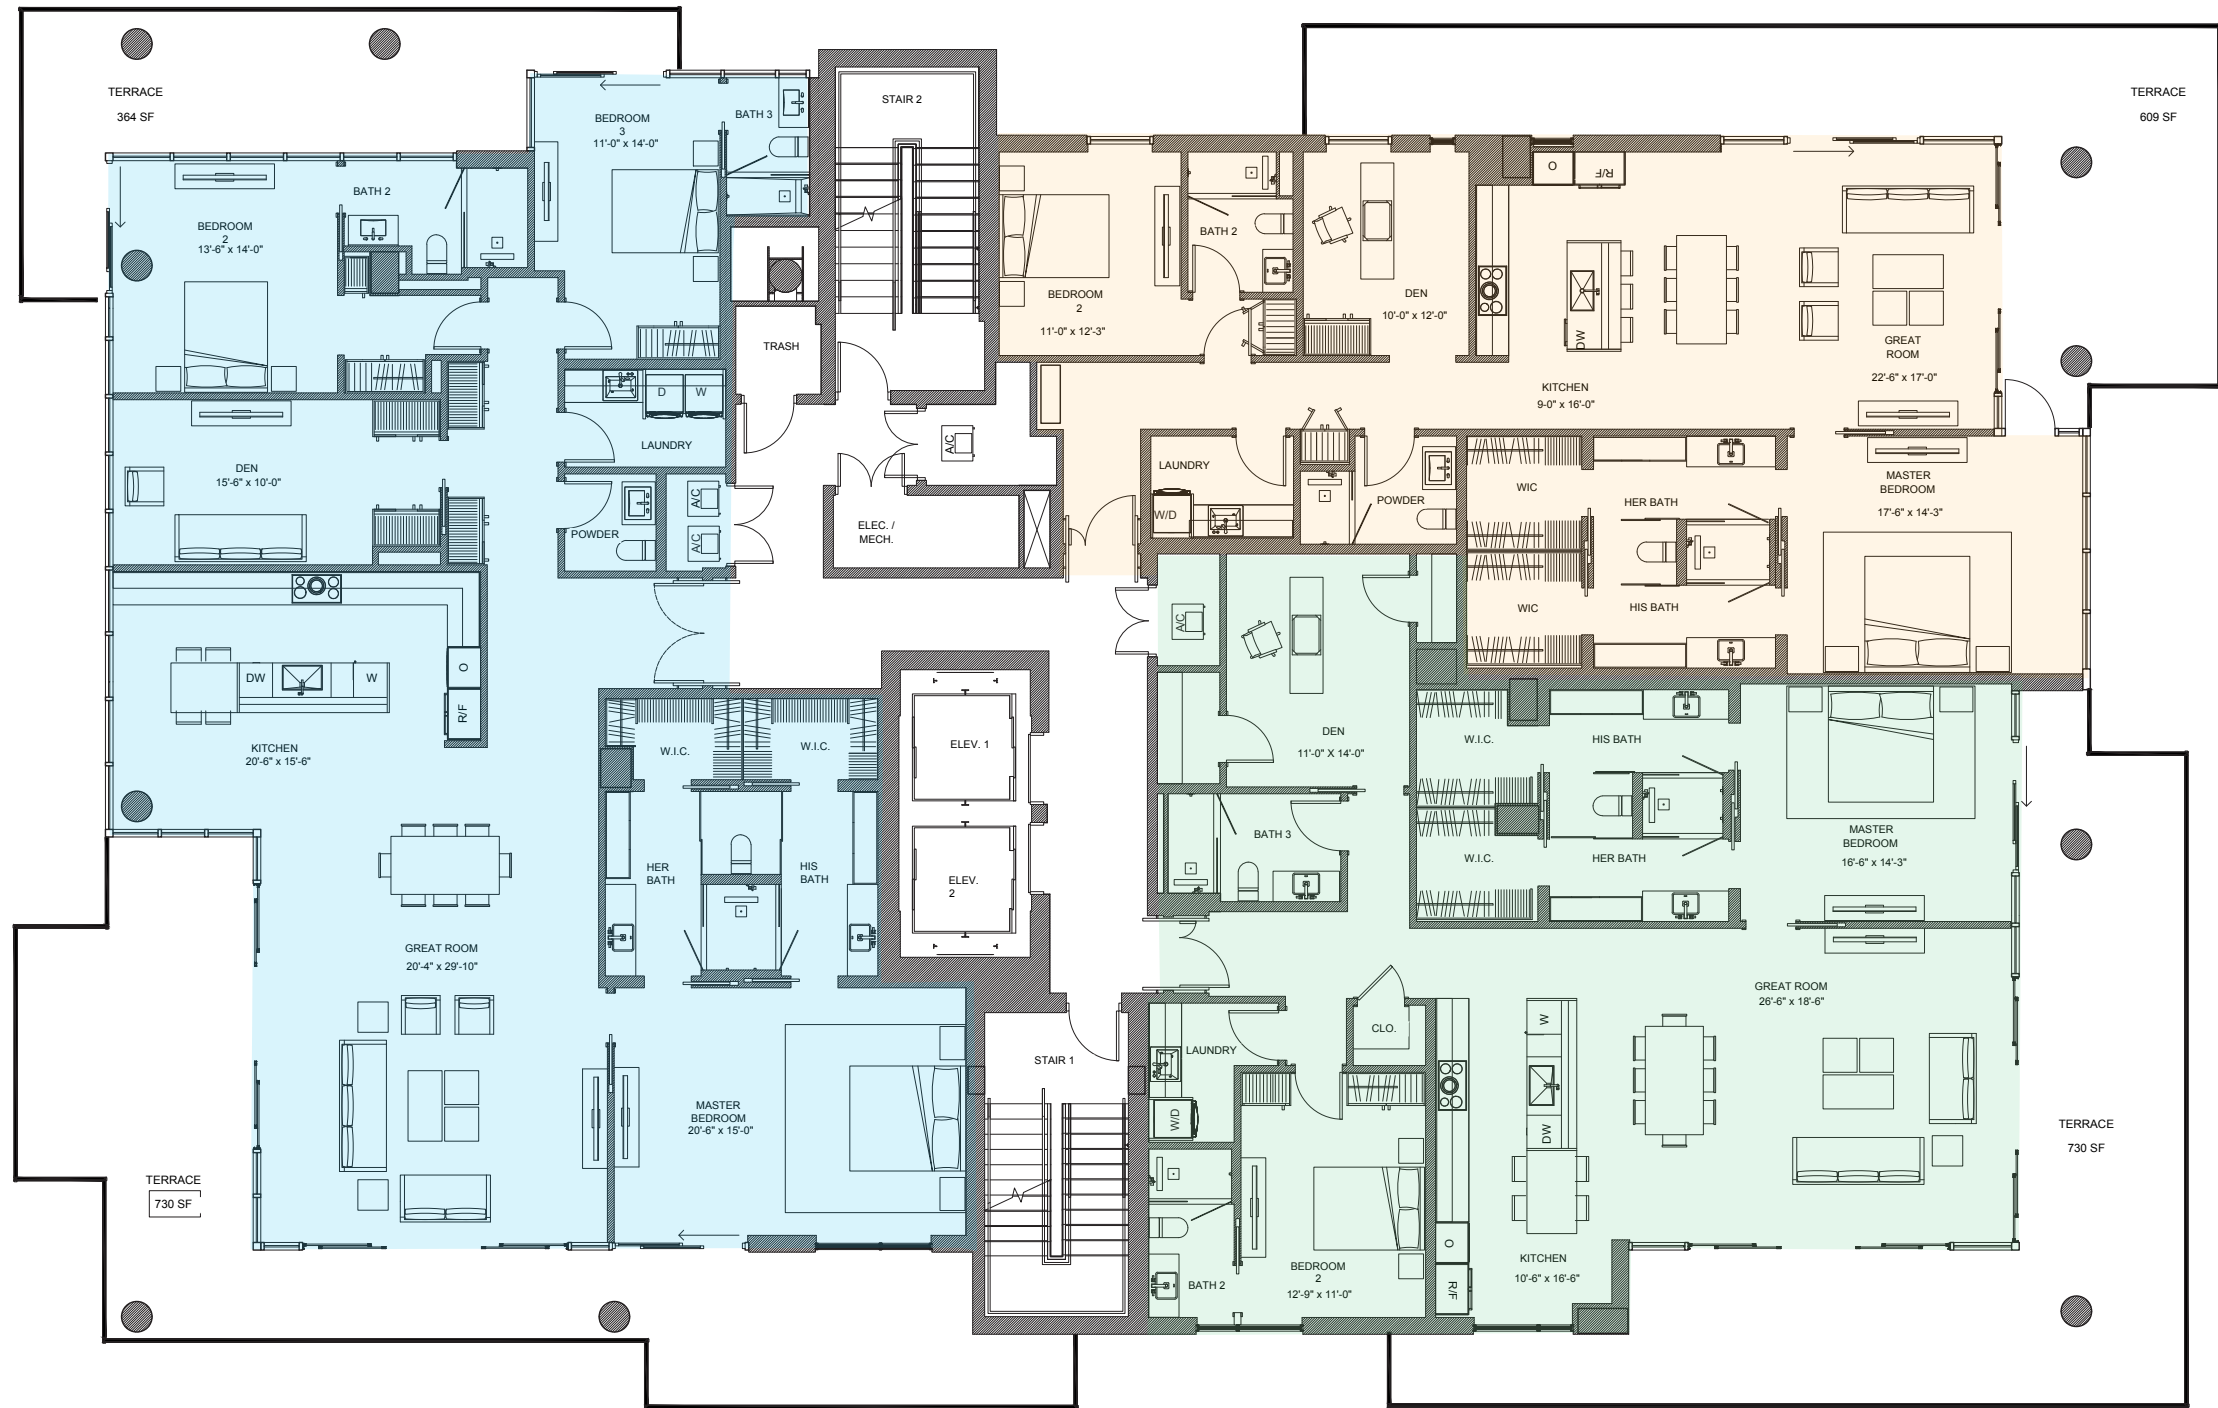 TERRACE
364 SF
BEDROOM
3
11'-0" x 14'-0"
BATH 3
STAIR 2
TERRACE
609 SF
BATH 2
BEDROOM
2
13'-6" x 14'-0"
BATH 2
BEDROOM
2
11'-0" x 12'-3"
DEN
10'-0" x 12'-0"
O
R/F
DW
GREAT
ROOM
22'-6" x 17'-0"
KITCHEN
9-0" x 16'-0"
TRASH
D
W
LAUNDRY
A/C
DEN
15'-6" x 10'-0"
A/C
A/C
POWDER
ELEC. /
MECH.
LAUNDRY
W/D
POWDER
WIC
HER BATH
MASTER
BEDROOM
17'-6" x 14'-3"
WIC
HIS BATH
A/C
DW
W
O
R/F
KITCHEN
20'-6" x 15'-6"
W.I.C.
W.I.C.
ELEV. 1
DEN
11'-0" X 14'-0"
W.I.C.
HIS BATH
BATH 3
MASTER
BEDROOM
16'-6" x 14'-3"
W.I.C.
HER BATH
HER
BATH
HIS
BATH
ELEV.
2
GREAT ROOM
20'-4" x 29'-10"
GREAT ROOM
26'-6" x 18'-6"
STAIR 1
LAUNDRY
W/D
CLO.
W
DW
MASTER
BEDROOM
20'-6" x 15'-0"
TERRACE
730 SF
TERRACE
730 SF
BATH 2
BEDROOM
2
12'-9" x 11'-0"
O
R/F
KITCHEN
10'-6" x 16'-6"